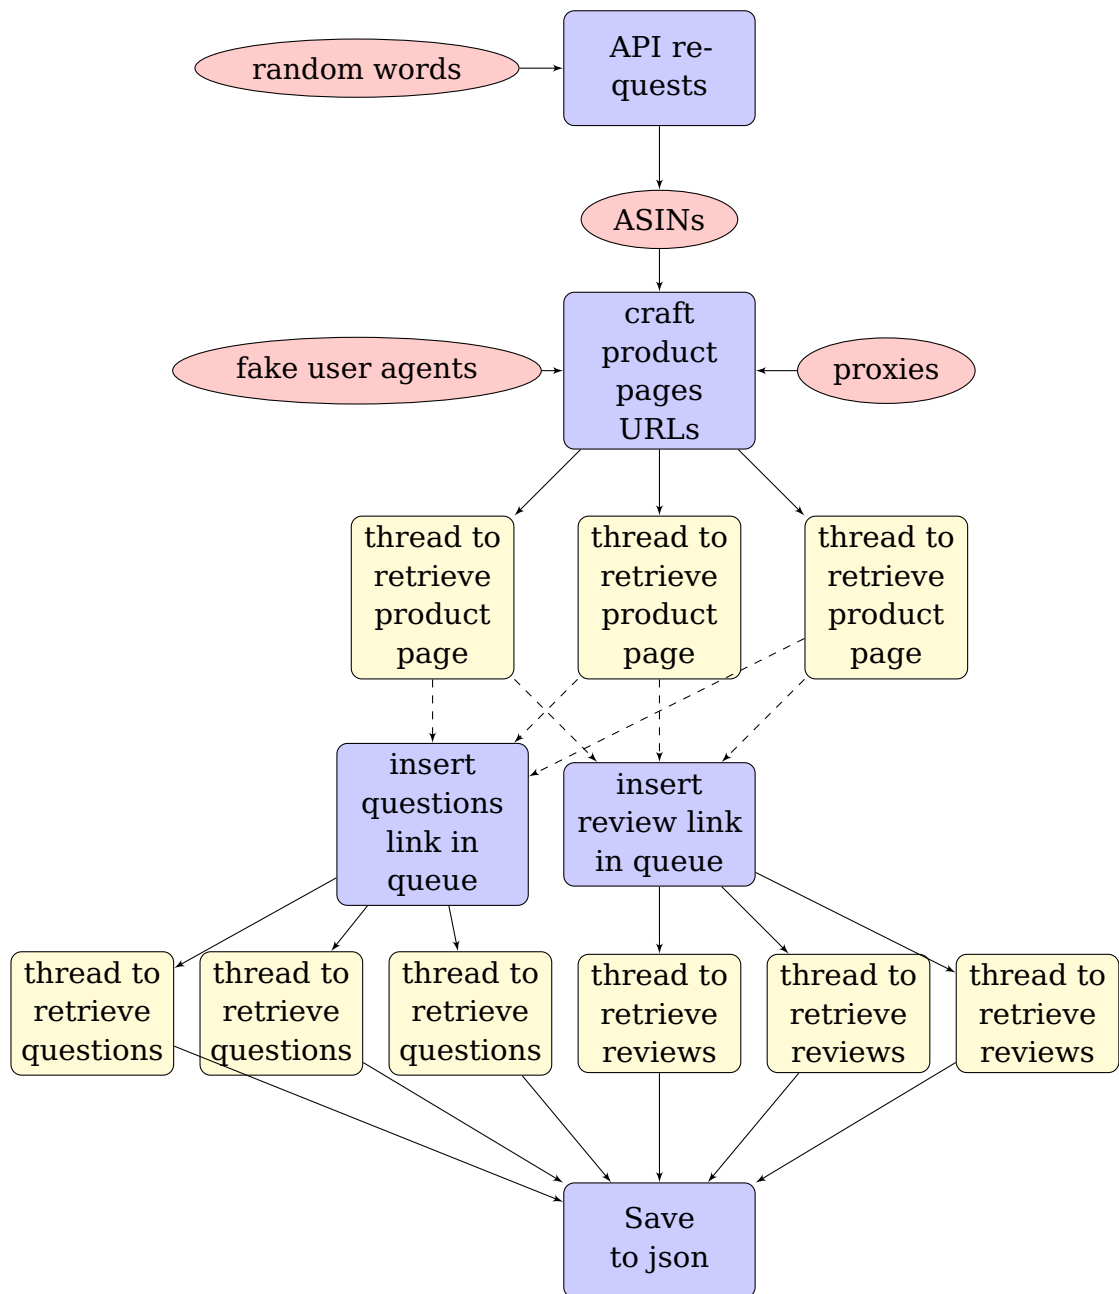 random words
API re-
quests
ASINs
fake user agents
craft
product
pages
URLs
proxies
thread to
retrieve
product
page
thread to
retrieve
product
page
thread to
retrieve
product
page
insert
questions
link in
queue
insert
review link
in queue
thread to
retrieve
questions
thread to
retrieve
questions
thread to
retrieve
questions
thread to
retrieve
reviews
thread to
retrieve
reviews
thread to
retrieve
reviews
Save
to json